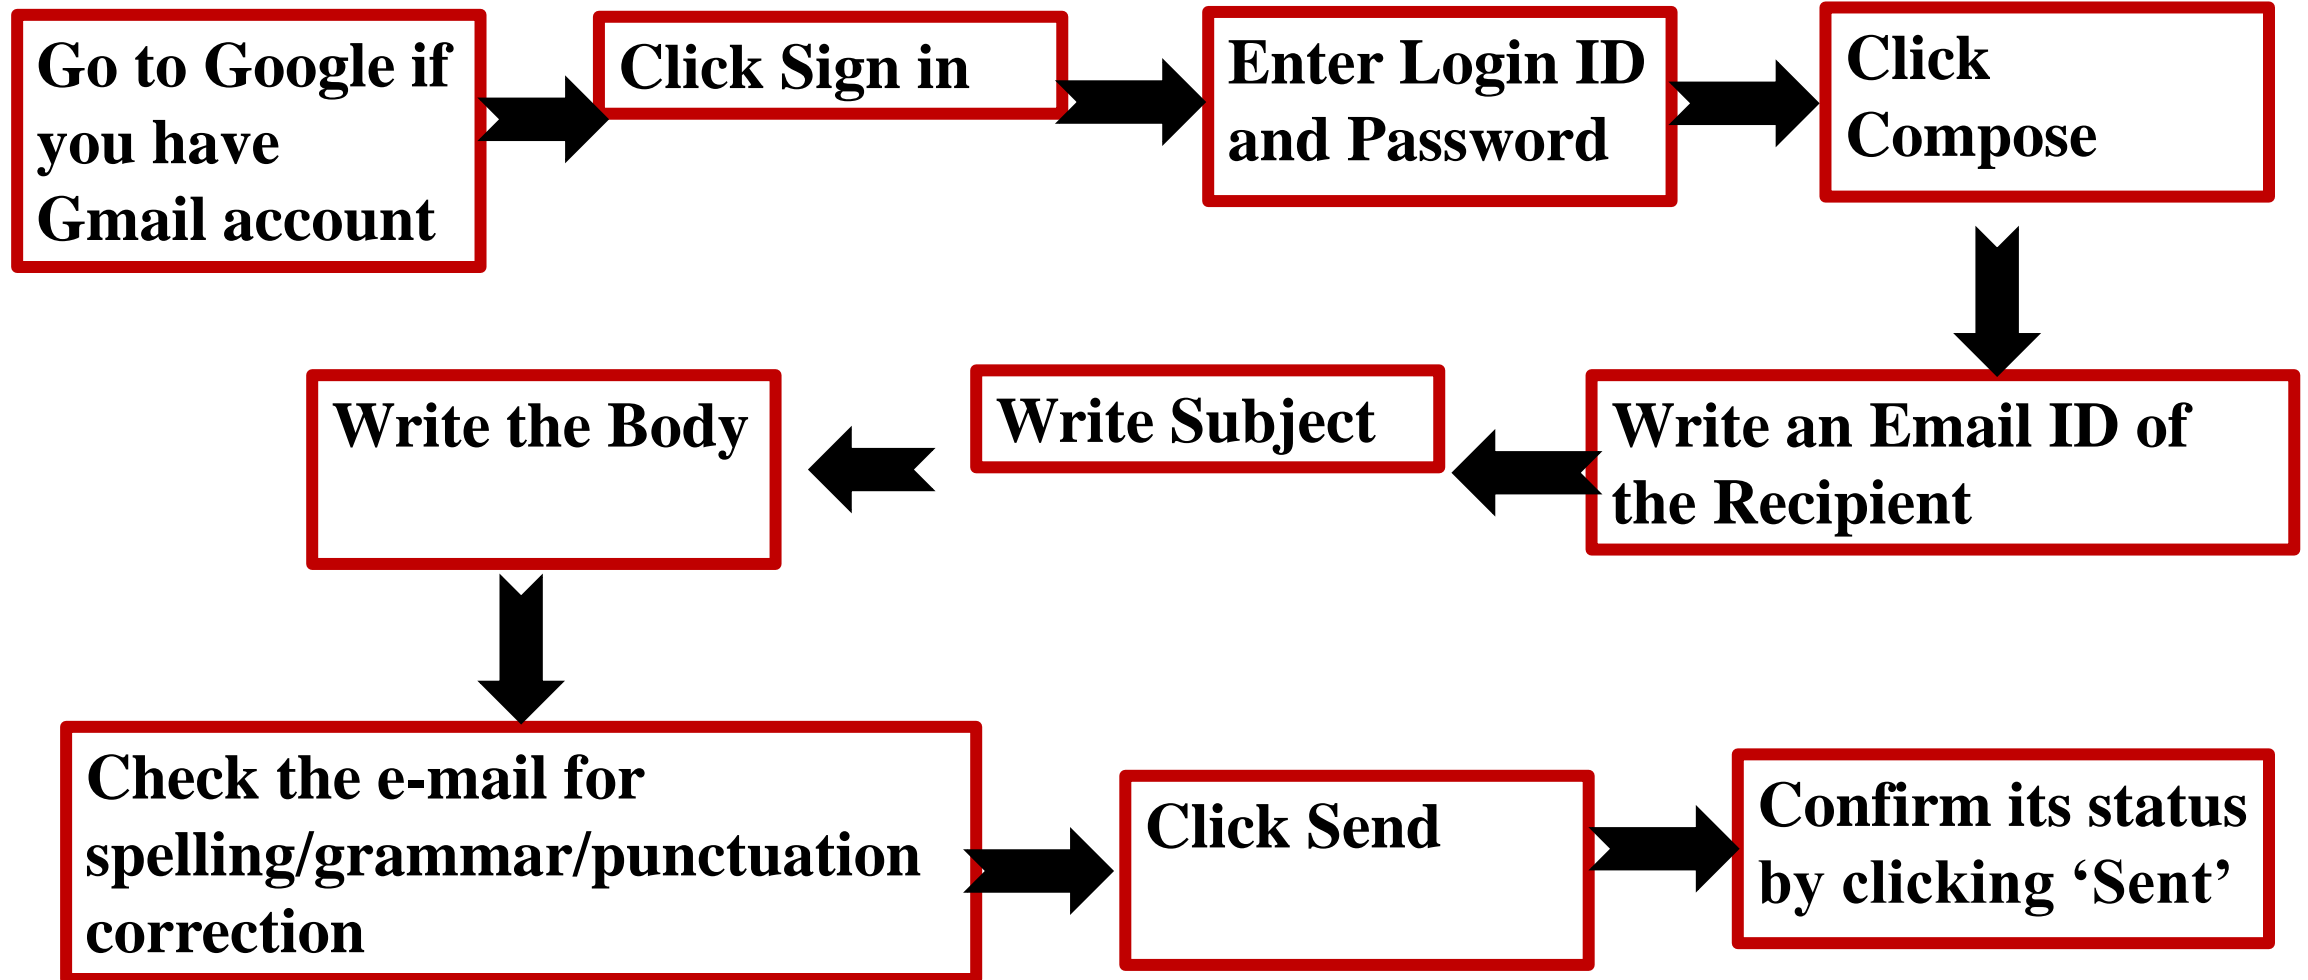 Go to Google if
you have
Gmail account
Click Sign in
Enter Login ID
and Password
Click
Compose
Write an Email ID of
the Recipient
Write Subject
Write the Body
Check the e-mail for
spelling/grammar/punctuation
correction
Click Send
Confirm its status
by clicking ‘Sent’